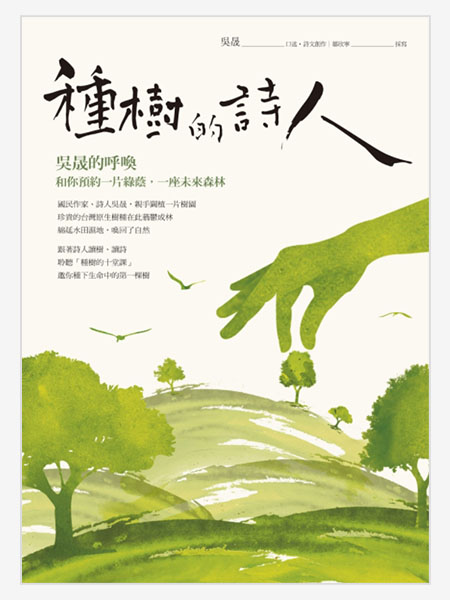 吳晟 口述・詩文創作｜鄒欣寧 採寫
種樹的詩人
吳晟的呼喚
和你預約一片綠蔭，一座未來森林
國民作家、詩人吳晟，親手闢植一片樹園
珍貴的台灣原生樹種在此蓊鬱成林
綿延水田濕地，喚回了自然
跟著詩人讀樹、讀詩
聆聽「種樹的十堂課」
邀你種下生命中的第一棵樹